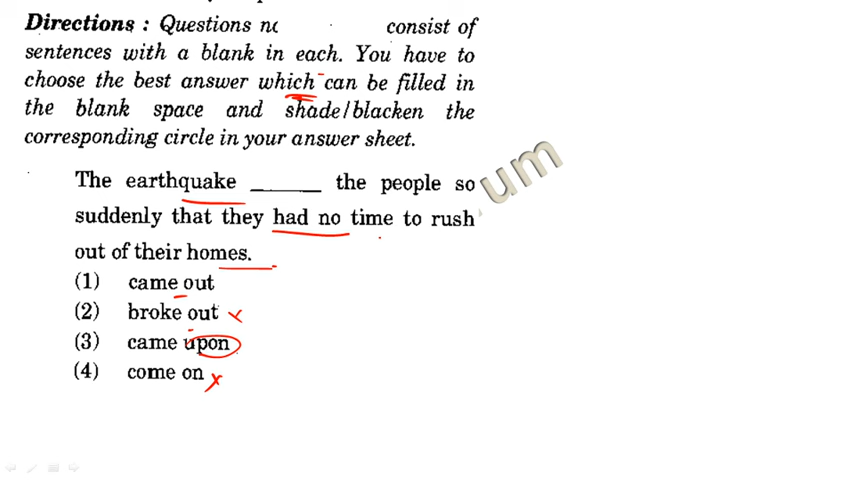 Directions : Questions no consist of
sentences with a blank in each. You have to
choose the best answer which can be filled in
the blank space and shade/blacken the
corresponding circle in your answer sheet.
The earthquake ______ the people so
suddenly that they had no time to rush
out of their homes.
(1) came out
(2) broke out
(3) came upon
(4) come on
um